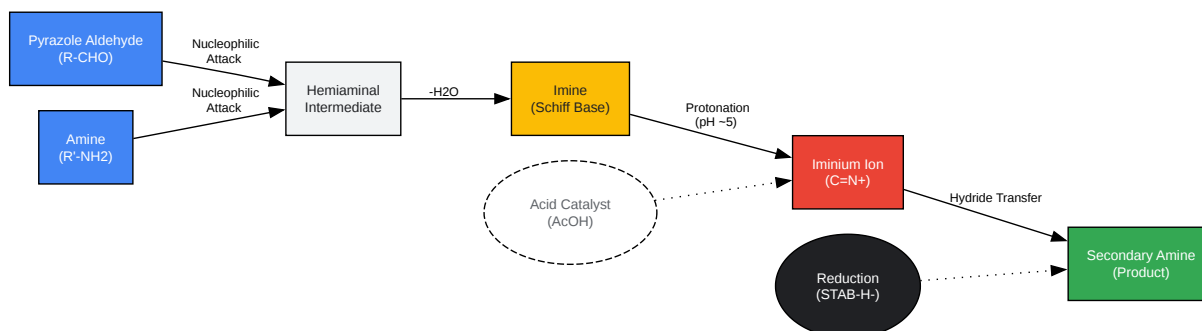 Pyrazole Aldehyde
(R-CHO)
Nucleophilic
Attack
Nucleophilic
Attack
Amine
(R'-NH2)
Hemiaminal
Intermediate
-H2O
Imine
(Schiff Base)
Protonation
(pH ~5)
Acid Catalyst
(AcOH)
Iminium Ion
(C=N+)
Hydride Transfer
Reduction
(STAB-H-)
Secondary Amine
(Product)